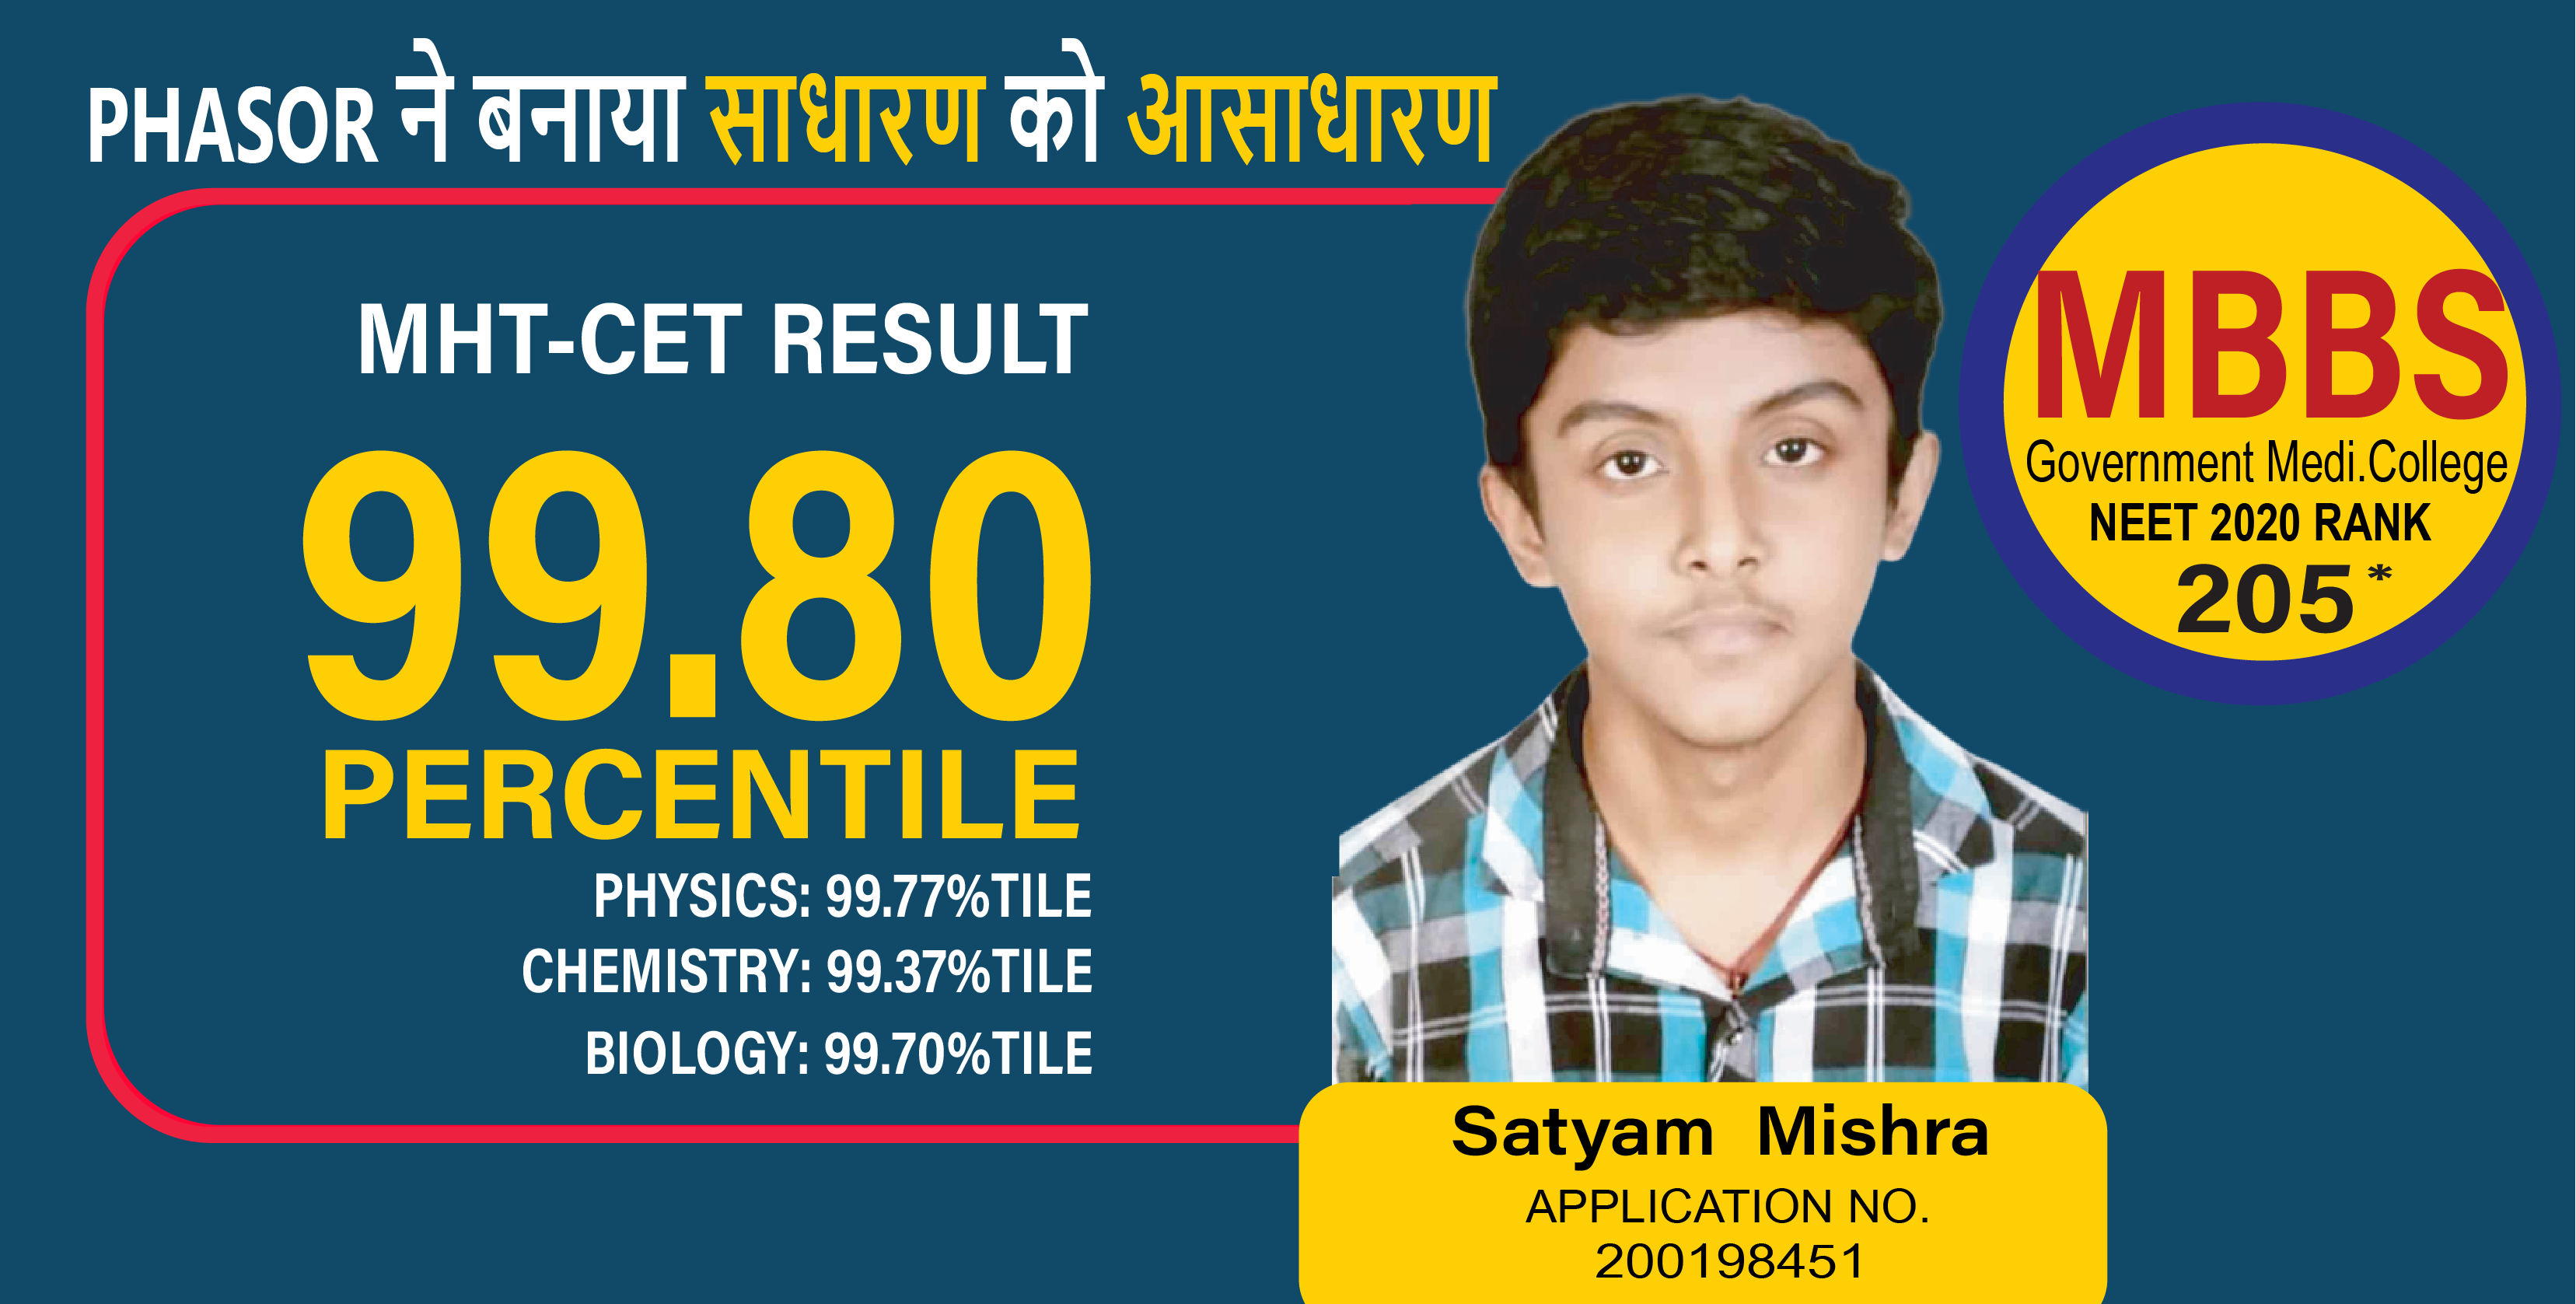 PHASOR ने बनाया साधारण को आसाधारण
MHT-CET RESULT
99.80
PERCENTILE
PHYSICS: 99.77%TILE
CHEMISTRY: 99.37%TILE
BIOLOGY: 99.70%TILE
MBBS
Government Medi.College
NEET 2020 RANK
205*
Satyam Mishra
APPLICATION NO.
200198451